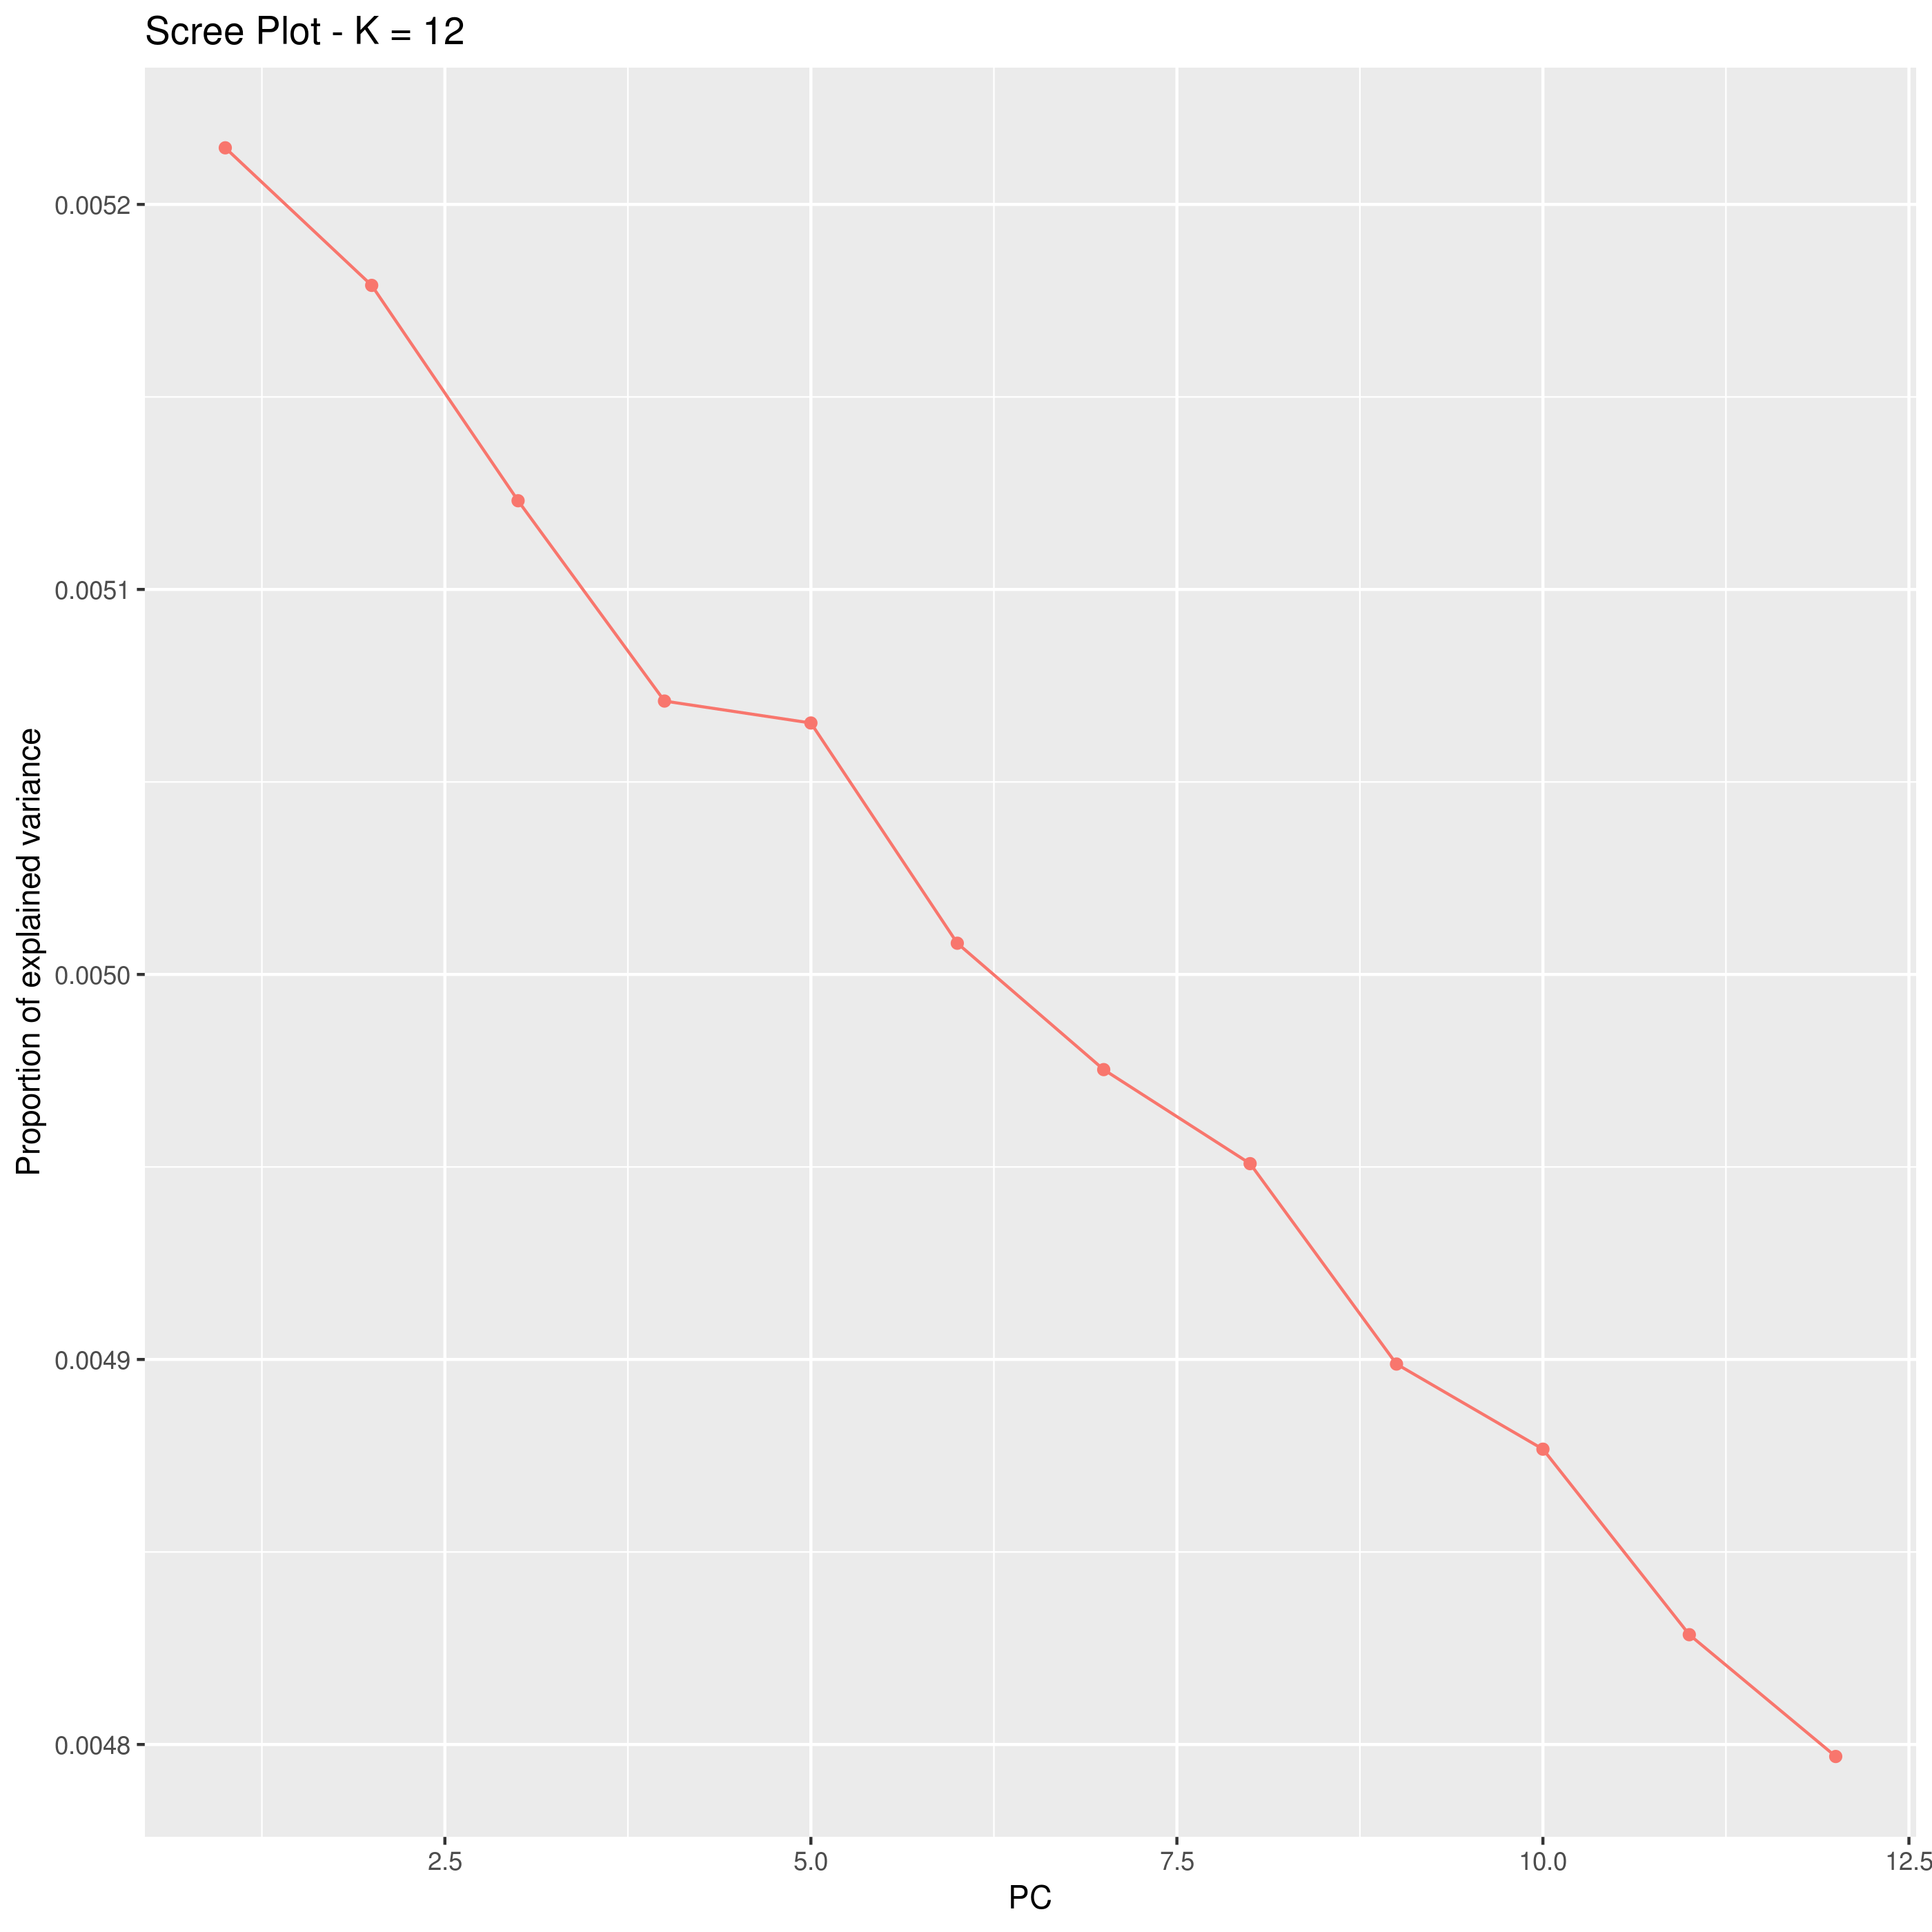 Scree Plot - K = 12
Proportion of explained variance
0.0052
0.0051
0.0050
0.0049
0.0048
2.5 5.0 7.5 10.0 12.5
PC